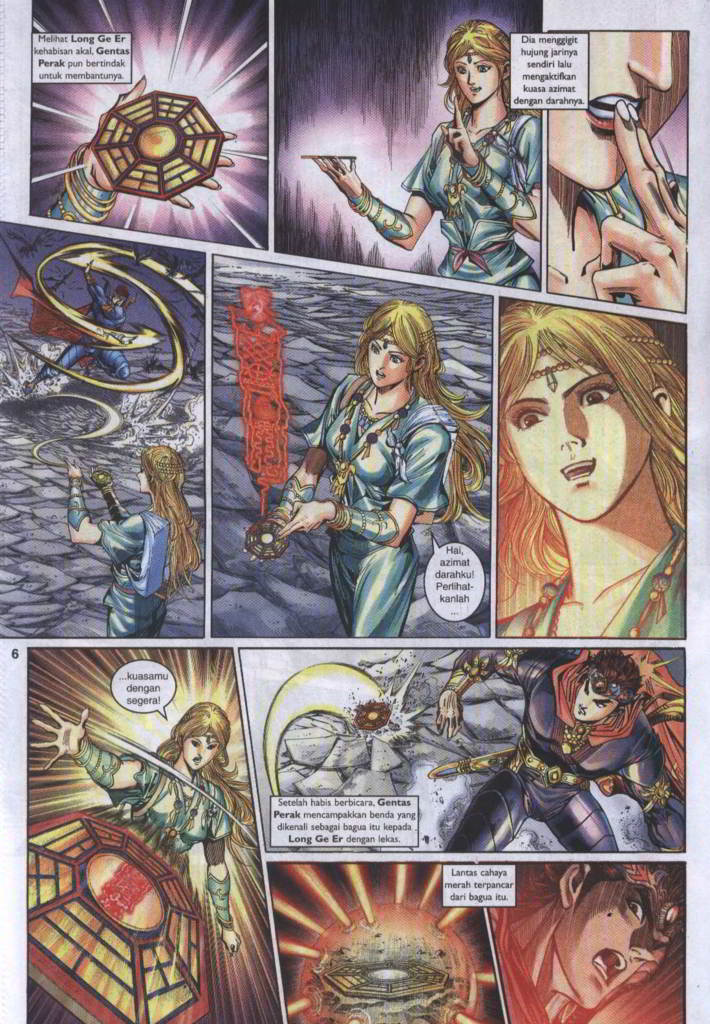 Melihat Long Ge Er
kehabisan akal, Gentas
Perak pun bertindak
untuk membantunya.
Dia menggigit
hujung jarinya
sendiri lalu
mengaktifkan
kuasa azimat
dengan darahnya.
Hai,
azimat
darahku!
Perlihat-
kanlah
...
6
...kuasamu
dengan
segera!
Setelah habis berbicara, Gentas
Perak mencampakkan benda yang
dikenali sebagai bagua itu kepada
Long Ge Er dengan lekas.
Lantas cahaya
merah terpancar
dari bagua itu.